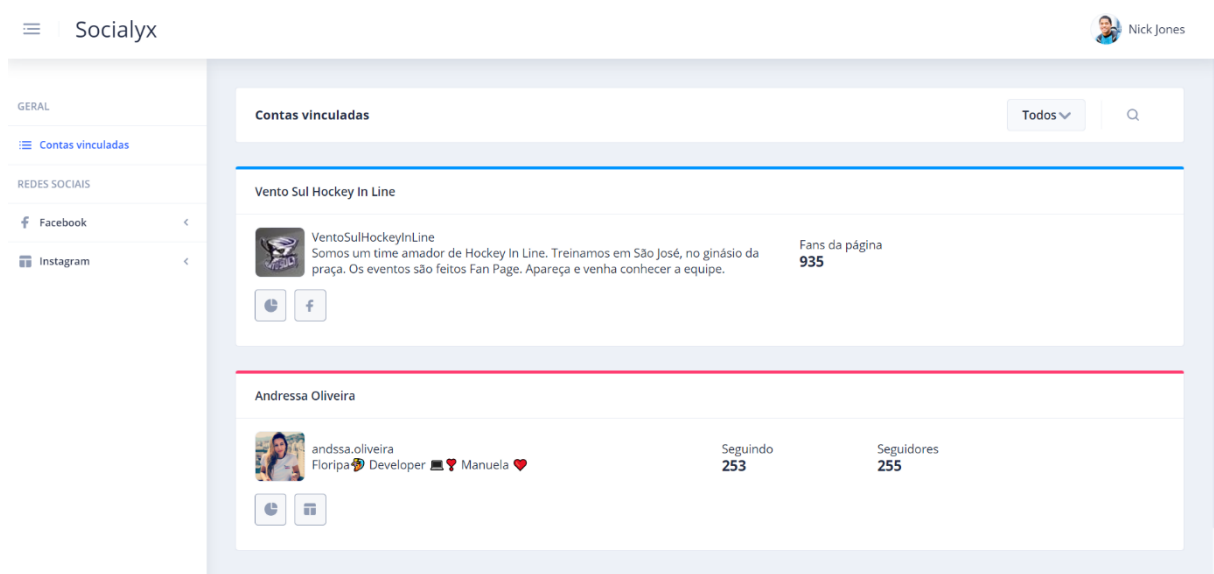 Socialyx
Nick Jones
GERAL
Contas vinculadas
REDES SOCIAIS
Facebook
Instagram
Contas vinculadas
Todos
Vento Sul Hockey In Line
VentoSulHockeyInLine
Somos um time amador de Hockey In Line. Treinamos em São José, no ginásio da
praça. Os eventos são feitos Fan Page. Apareça e venha conhecer a equipe.
Fans da página
935
Andressa Oliveira
andssa.oliveira
Floripa Developer 💻❣ Manuela ❤
Seguindo
253
Seguidores
255